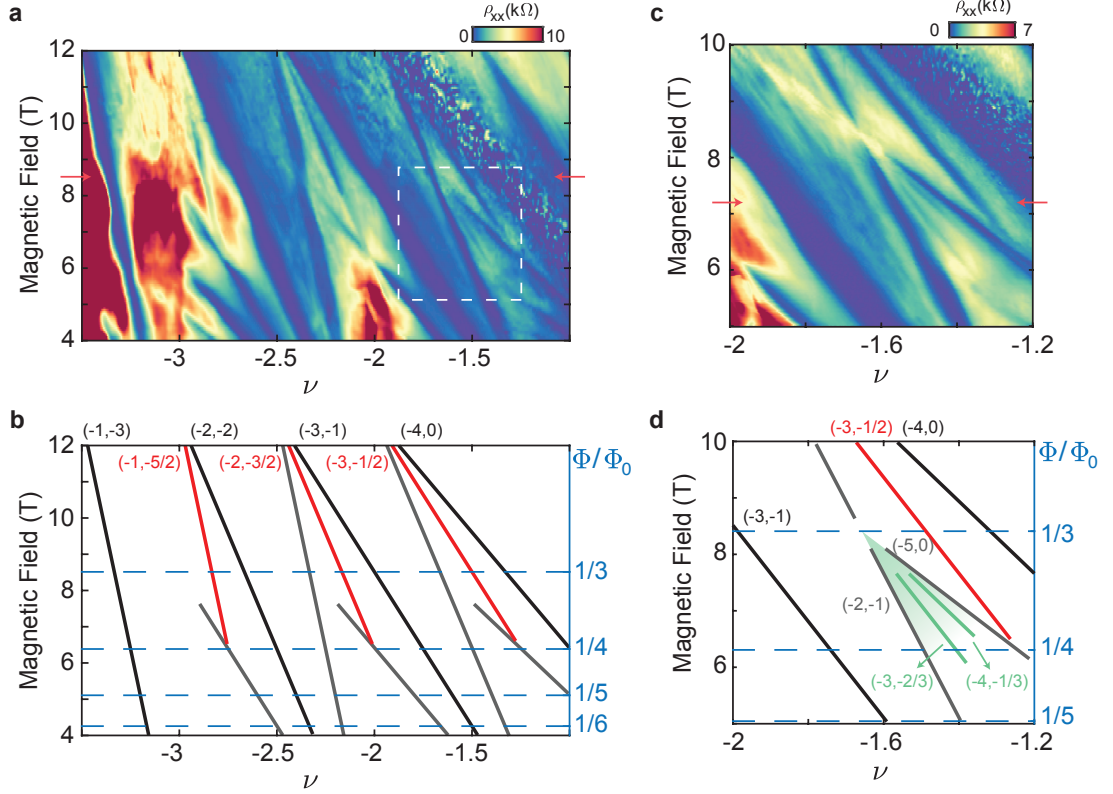 a
ρxx(kΩ)
0 10
Magnetic Field (T)
12
10
8
6
4
-3 -2.5 -2 -1.5
ν
c
ρxx(kΩ)
0 7
Magnetic Field (T)
10
8
6
-2 -1.6 -1.2
ν
b
(-1,-3) (-2,-2) (-3,-1) (-4,0)
(-1,-5/2) (-2,-3/2) (-3,-1/2)
Magnetic Field (T)
12
10
8
6
4
Φ/Φ0
1/3
1/4
1/5
1/6
-3 -2.5 -2 -1.5
ν
d
(-3,-1/2) (-4,0)
Magnetic Field (T)
10
8
6
(-3,-1)
(-5,0)
(-2,-1)
(-3,-2/3) (-4,-1/3)
Φ/Φ0
1/3
1/4
1/5
-2 -1.6 -1.2
ν